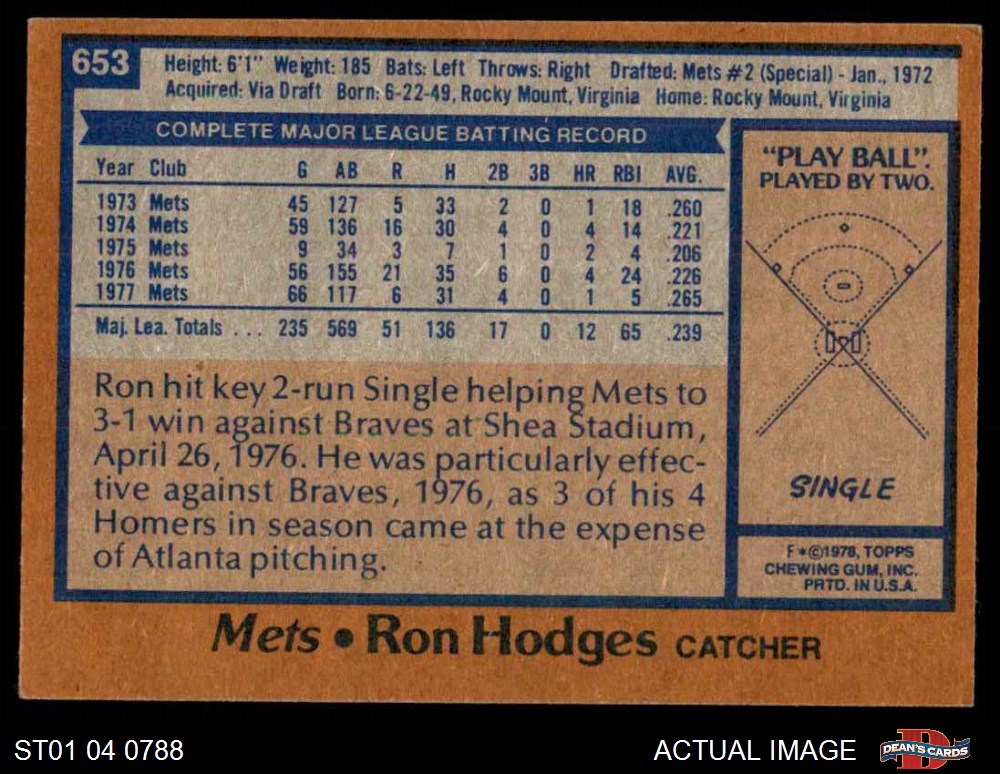 653
Height: 6'1" Weight: 185 Bats: Left Throws: Right Drafted: Mets #2 (Special) - Jan., 1972
Acquired: Via Draft Born: 6-22-49, Rocky Mount, Virginia Home: Rocky Mount, Virginia
COMPLETE MAJOR LEAGUE BATTING RECORD
Year Club G AB R H 2B 3B HR RBI AVG.
1973 Mets 45 127 5 33 2 0 1 18 .260
1974 Mets 59 136 16 30 4 0 4 14 .221
1975 Mets 9 34 3 7 1 0 2 4 .206
1976 Mets 56 155 21 35 6 0 4 24 .226
1977 Mets 66 117 6 31 4 0 1 5 .265
Maj. Lea. Totals . . . 235 569 51 136 17 0 12 65 .239
Ron hit key 2-run Single helping Mets to
3-1 win against Braves at Shea Stadium,
April 26, 1976. He was particularly effec-
tive against Braves, 1976, as 3 of his 4
Homers in season came at the expense
of Atlanta pitching.
"PLAY BALL".
PLAYED BY TWO.
SINGLE
F*©1978, TOPPS
CHEWING GUM, INC.
PRTD. IN U.S.A.
Mets • Ron Hodges CATCHER
ST01 04 0788
ACTUAL IMAGE
D
DEAN'S CARDS